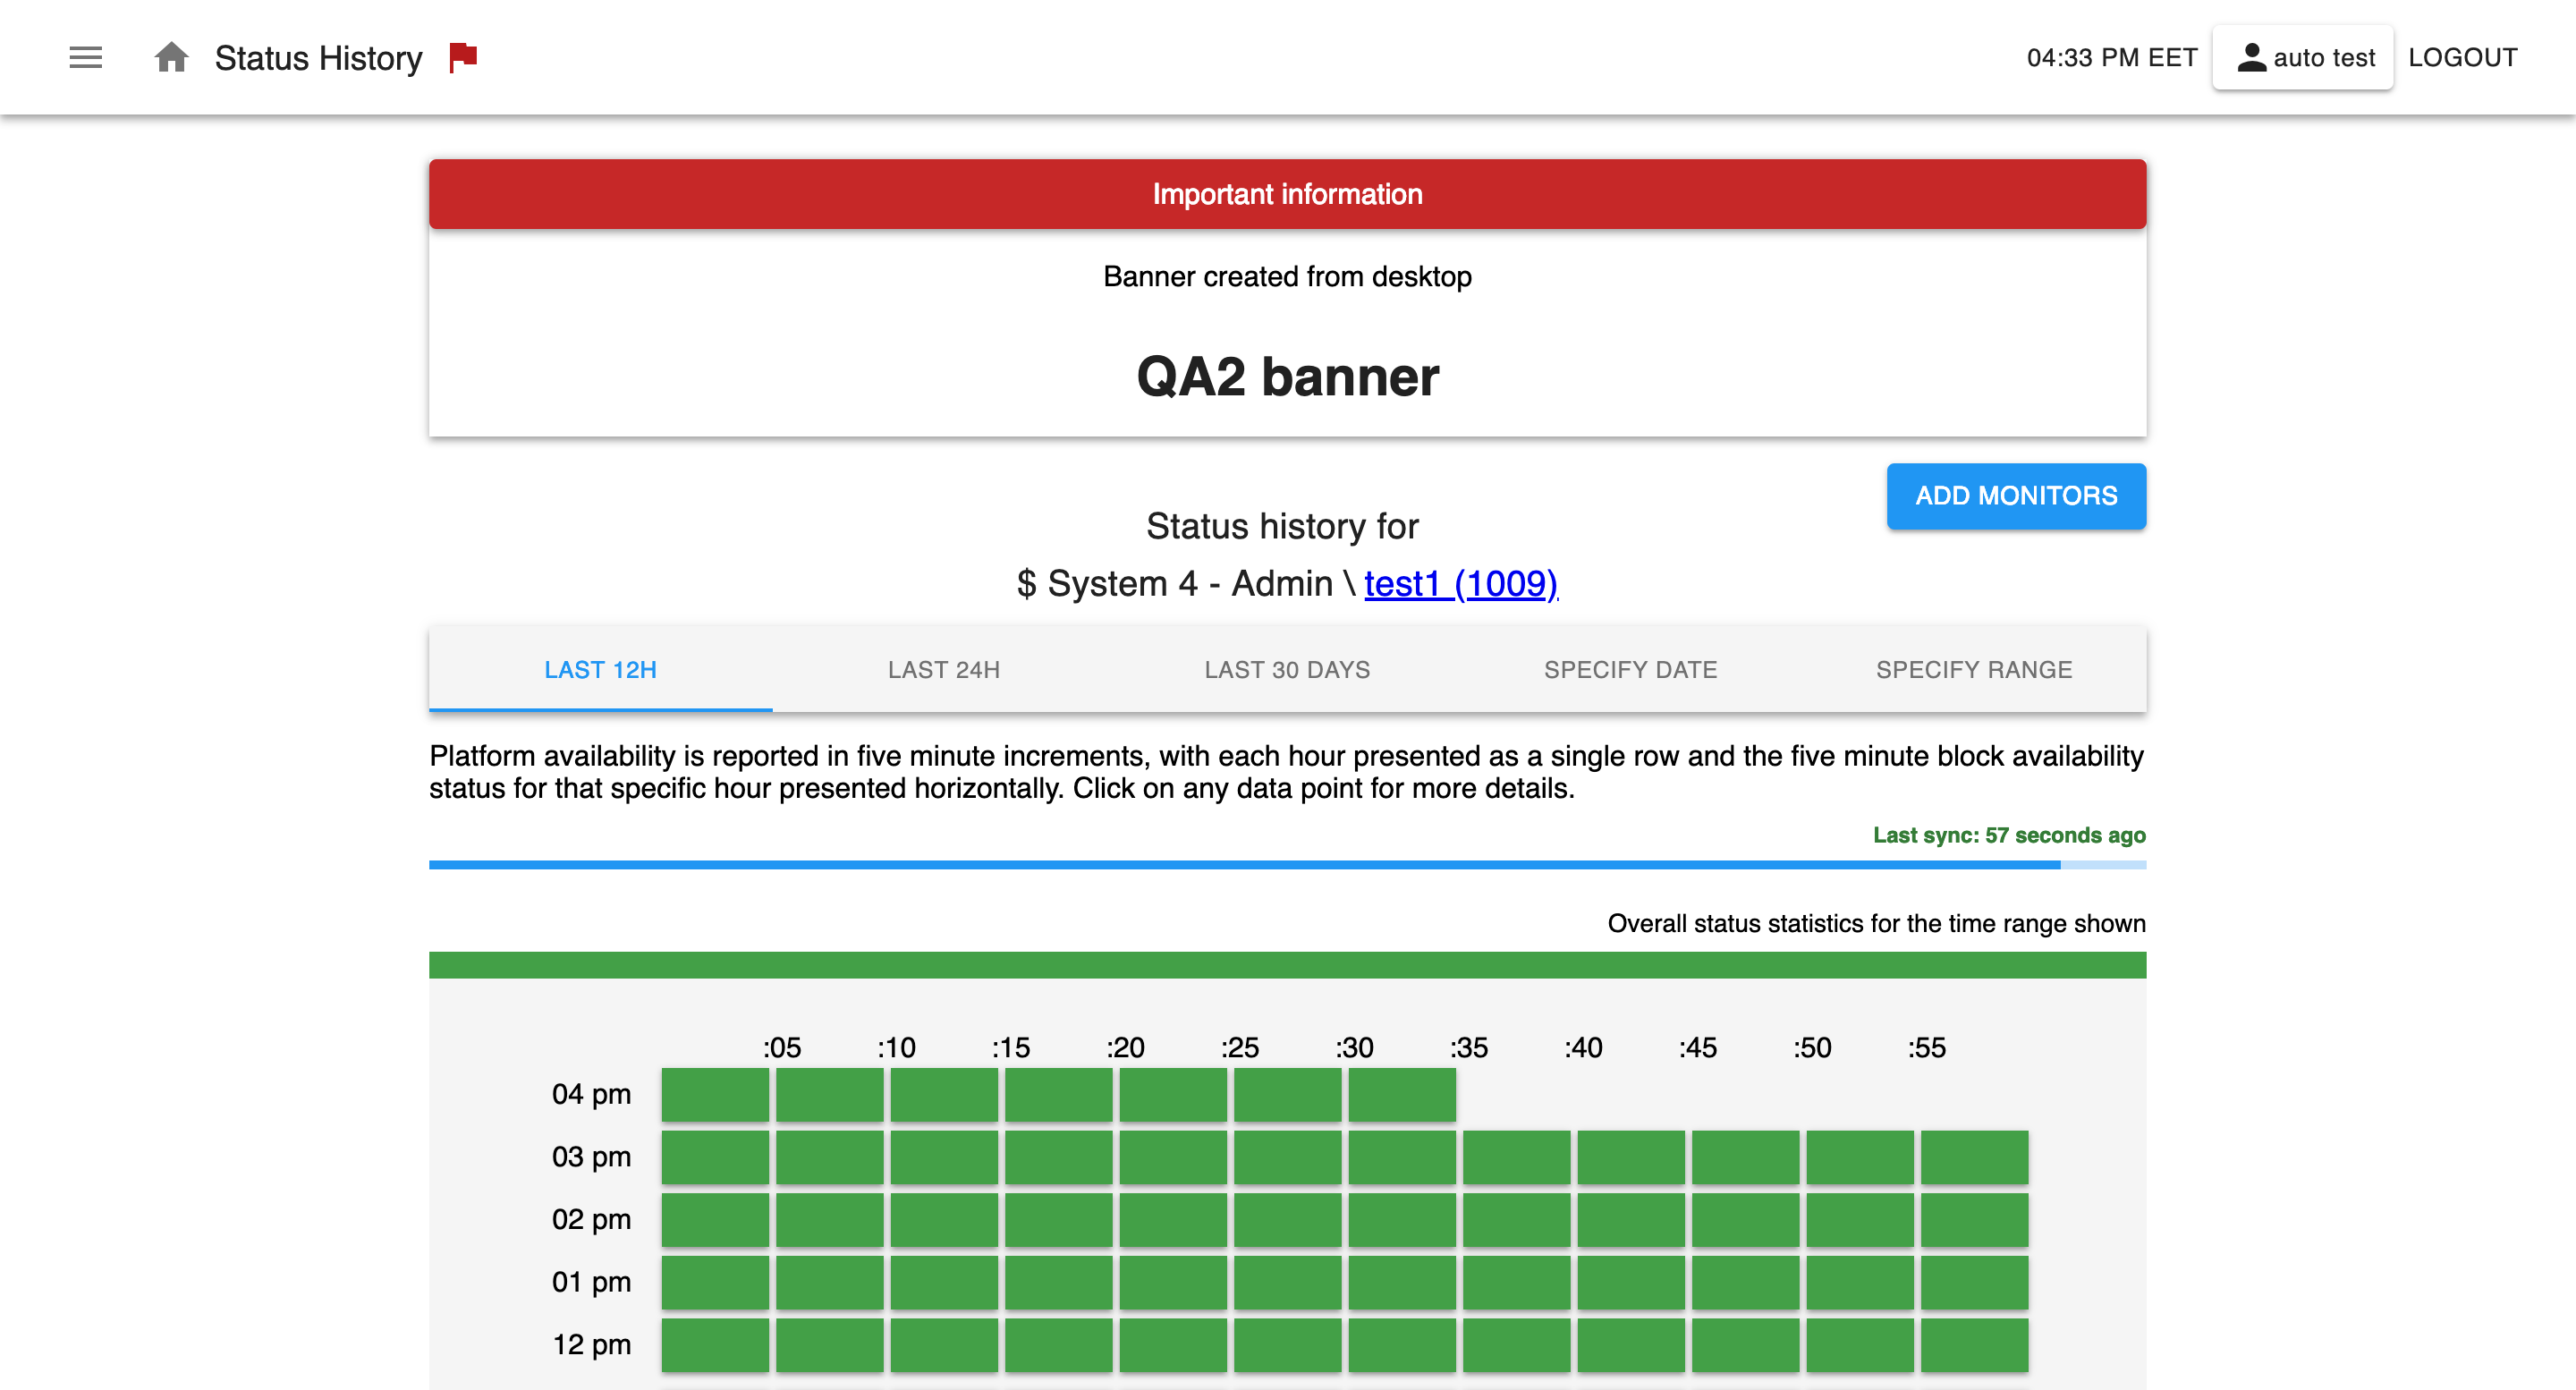 Status History
04:33 PM EET
auto test
LOGOUT
Important information
Banner created from desktop
QA2 banner
ADD MONITORS
Status history for
$ System 4 - Admin \ test1 (1009)
LAST 12H
LAST 24H
LAST 30 DAYS
SPECIFY DATE
SPECIFY RANGE
Platform availability is reported in five minute increments, with each hour presented as a single row and the five minute block availability
status for that specific hour presented horizontally. Click on any data point for more details.
Last sync: 57 seconds ago
Overall status statistics for the time range shown
:05 :10 :15 :20 :25 :30 :35 :40 :45 :50 :55
04 pm
03 pm
02 pm
01 pm
12 pm